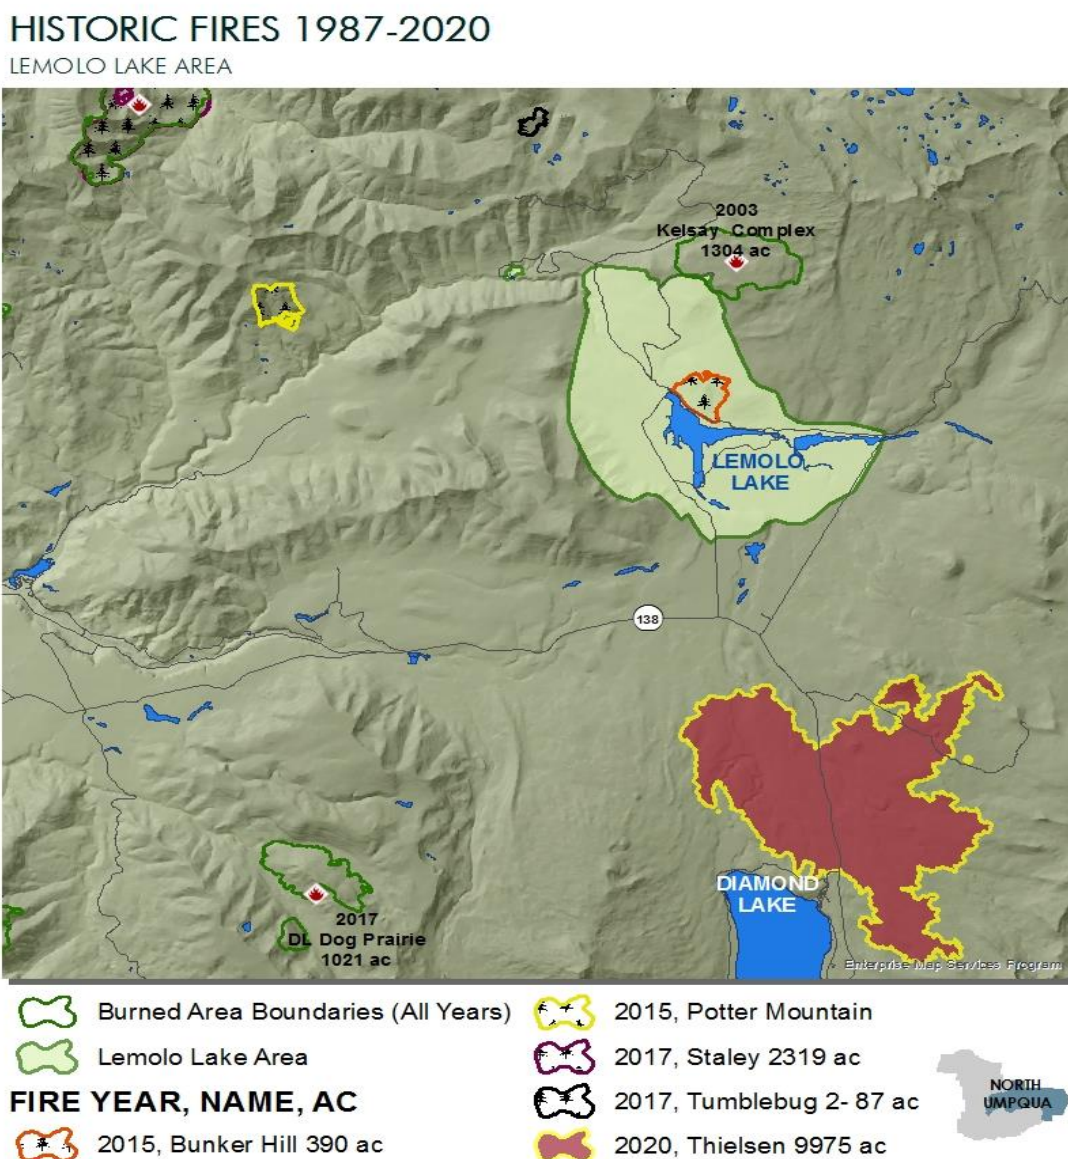 HISTORIC FIRES 1987-2020
LEMOLO LAKE AREA
2003
Kelsay Complex
1304 ac
LEMOLO
LAKE
138
DIAMOND
LAKE
2017
DL Dog Prairie
1021 ac
Enterprise Map Services Program
Burned Area Boundaries (All Years)
Lemolo Lake Area
FIRE YEAR, NAME, AC
2015, Bunker Hill 390 ac
2015, Potter Mountain
2017, Staley 2319 ac
2017, Tumblebug 2- 87 ac
2020, Thielsen 9975 ac
NORTH
UMPQUA